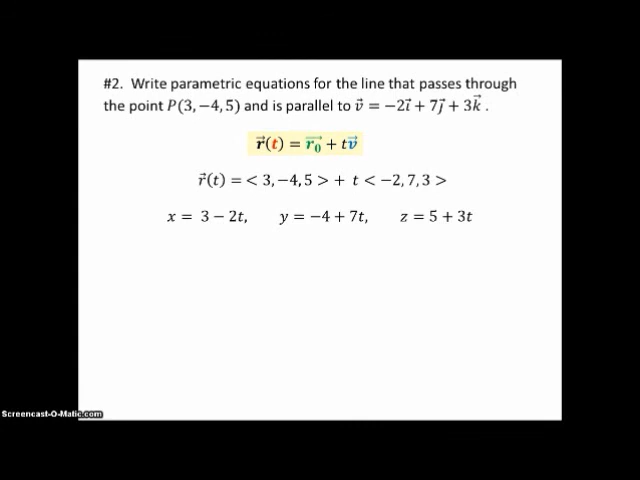 #2. Write parametric equations for the line that passes through
the point P(3, −4, 5) and is parallel to v⃗ = −2i⃗ + 7j⃗ + 3k⃗ .
r⃗(t) = r₀⃗ + tv⃗
r⃗(t) = < 3, −4, 5 > + t < −2, 7, 3 >
x = 3 − 2t, y = −4 + 7t, z = 5 + 3t
Screencast-O-Matic.com